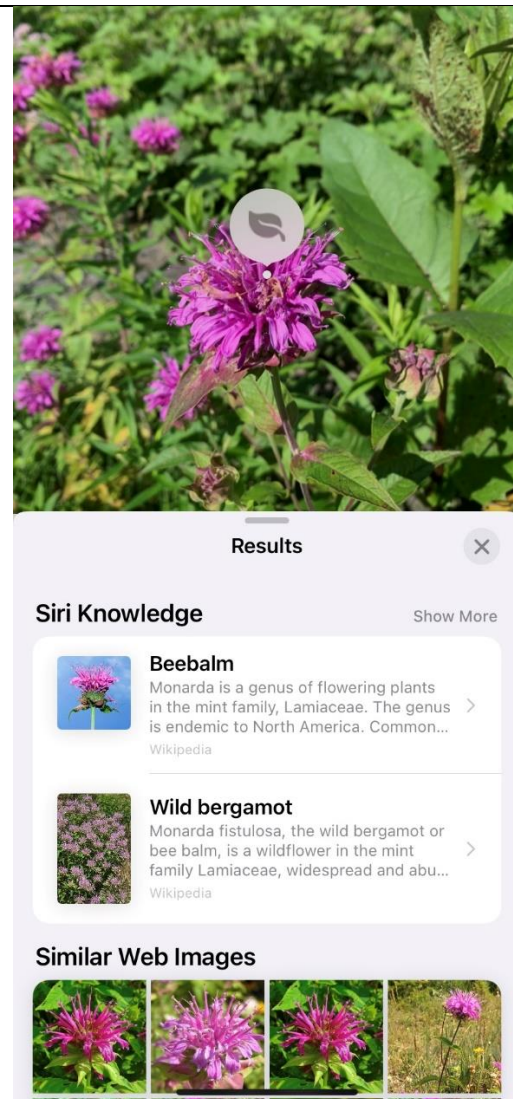 Results
Siri Knowledge
Show More
Beebalm
Monarda is a genus of flowering plants
in the mint family, Lamiaceae. The genus
is endemic to North America. Common...
Wikipedia
Wild bergamot
Monarda fistulosa, the wild bergamot or
bee balm, is a wildflower in the mint
family Lamiaceae, widespread and abu...
Wikipedia
Similar Web Images